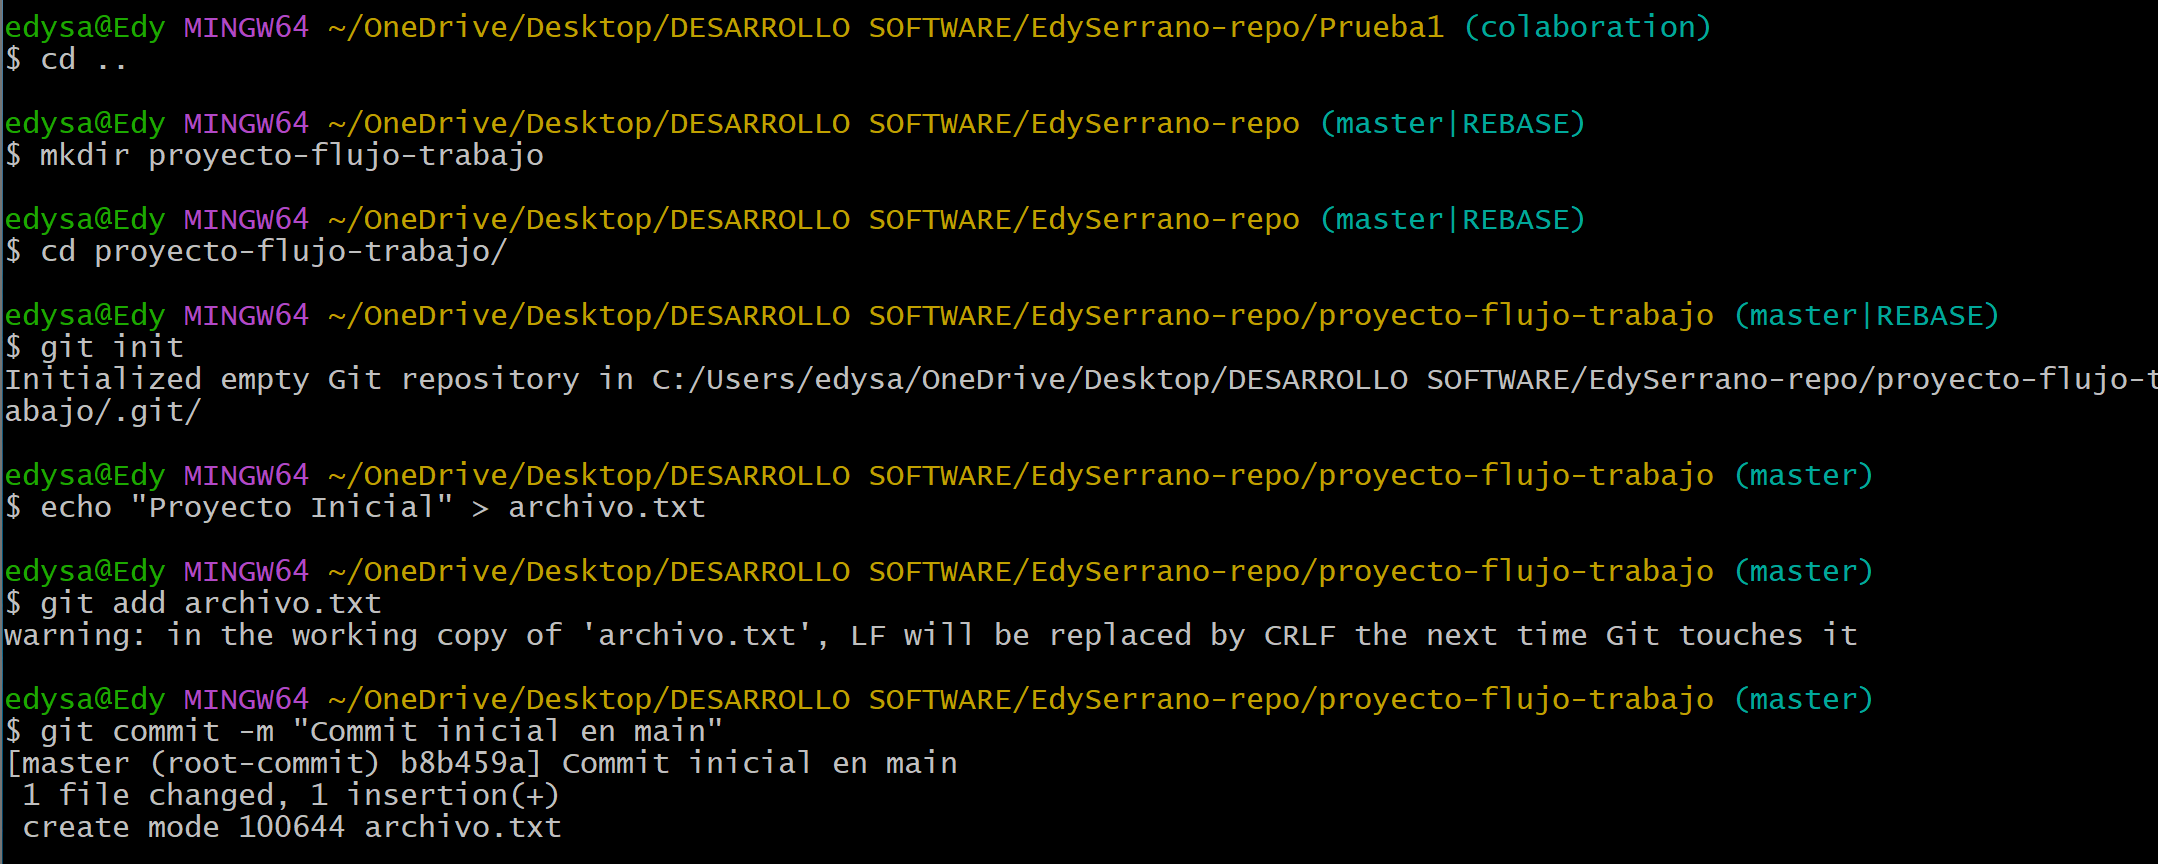 edysa@Edy MINGW64 ~/OneDrive/Desktop/DESARROLLO SOFTWARE/EdySerrano-repo/Prueba1 (colaboration)
$ cd ..
edysa@Edy MINGW64 ~/OneDrive/Desktop/DESARROLLO SOFTWARE/EdySerrano-repo (master|REBASE)
$ mkdir proyecto-flujo-trabajo
edysa@Edy MINGW64 ~/OneDrive/Desktop/DESARROLLO SOFTWARE/EdySerrano-repo (master|REBASE)
$ cd proyecto-flujo-trabajo/
edysa@Edy MINGW64 ~/OneDrive/Desktop/DESARROLLO SOFTWARE/EdySerrano-repo/proyecto-flujo-trabajo (master|REBASE)
$ git init
Initialized empty Git repository in C:/Users/edysa/OneDrive/Desktop/DESARROLLO SOFTWARE/EdySerrano-repo/proyecto-flujo-t
abajo/.git/
edysa@Edy MINGW64 ~/OneDrive/Desktop/DESARROLLO SOFTWARE/EdySerrano-repo/proyecto-flujo-trabajo (master)
$ echo "Proyecto Inicial" > archivo.txt
edysa@Edy MINGW64 ~/OneDrive/Desktop/DESARROLLO SOFTWARE/EdySerrano-repo/proyecto-flujo-trabajo (master)
$ git add archivo.txt
warning: in the working copy of 'archivo.txt', LF will be replaced by CRLF the next time Git touches it
edysa@Edy MINGW64 ~/OneDrive/Desktop/DESARROLLO SOFTWARE/EdySerrano-repo/proyecto-flujo-trabajo (master)
$ git commit -m "Commit inicial en main"
[master (root-commit) b8b459a] Commit inicial en main
 1 file changed, 1 insertion(+)
 create mode 100644 archivo.txt